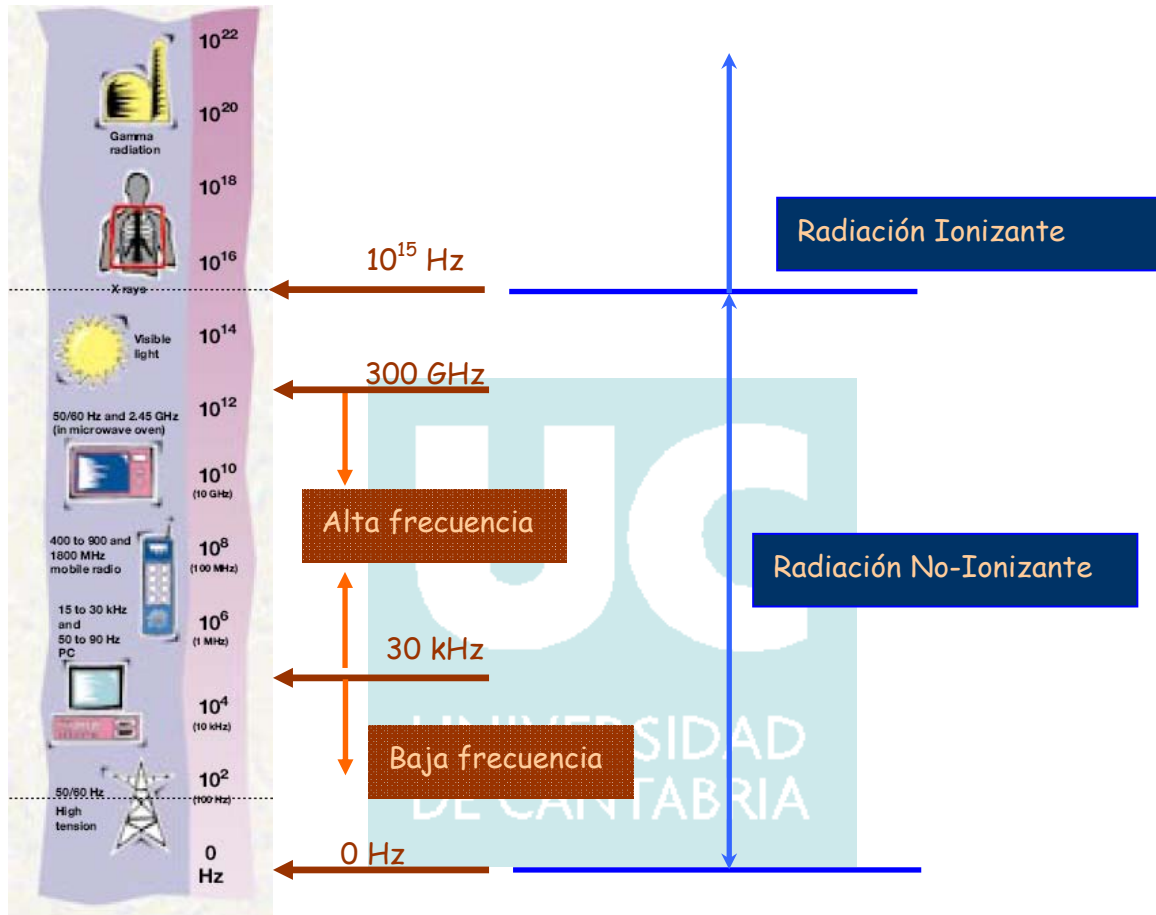 10²²
10²⁰
Gamma
radiation
10¹⁸
10¹⁶
X-rays
10¹⁴
Visible
light
10¹²
50/60 Hz and 2.45 GHz
(in microwave oven)
10¹⁰
(10 GHz)
400 to 900 and
1800 MHz
mobile radio
10⁸
(100 MHz)
15 to 30 kHz
and
50 to 90 Hz
PC
10⁶
(1 MHz)
10⁴
(10 kHz)
10²
(100 Hz)
50/60 Hz
High
tension
0
Hz
10¹⁵ Hz
300 GHz
Alta frecuencia
30 kHz
Baja frecuencia
0 Hz
Radiación Ionizante
Radiación No-Ionizante
UC
UNIVERSIDAD
DE CANTABRIA